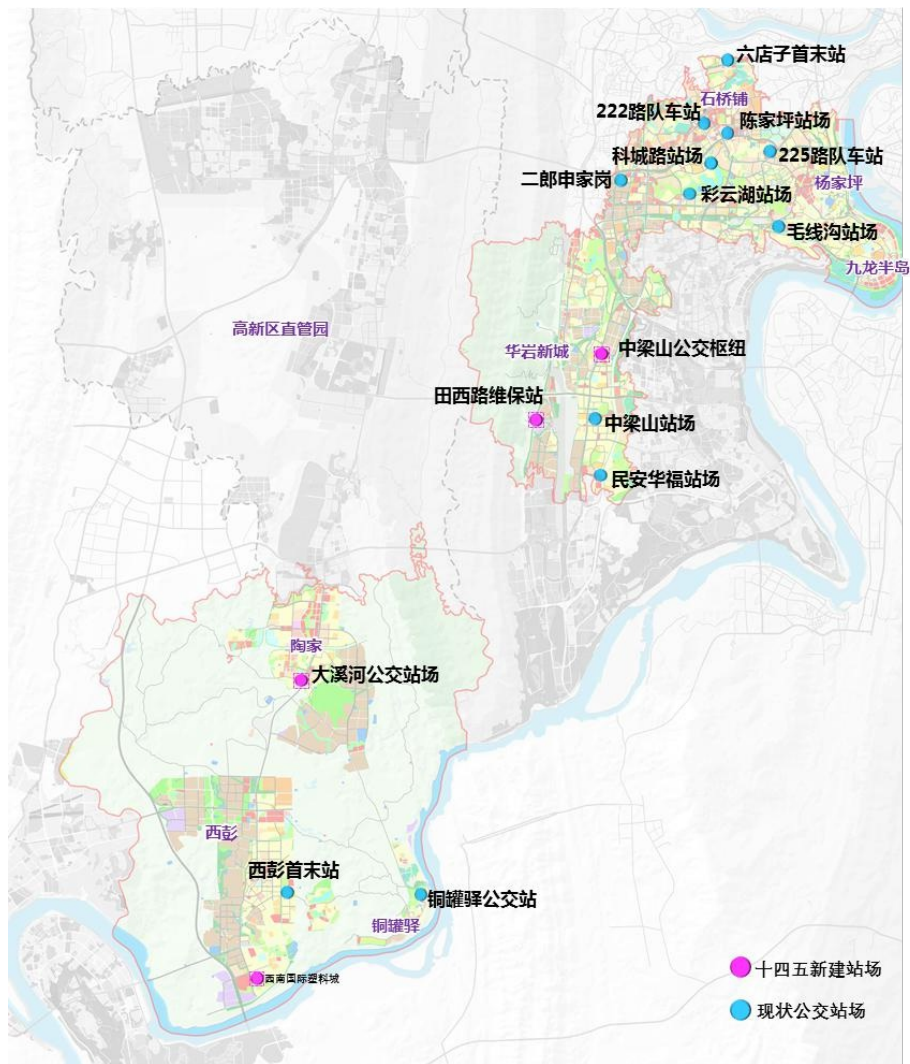 六店子首末站
石桥铺
222路队车站
陈家坪站场
科城路站场
225路队车站
二郎申家岗
彩云湖站场
杨家坪
毛线沟站场
九龙半岛
高新区直管园
华岩新城
中梁山公交枢纽
田西路维保站
中梁山站场
民安华福站场
陶家
大溪河公交站场
西彭
西彭首末站
铜罐驿公交站
铜罐驿
西南国际塑料城
十四五新建站场
现状公交站场